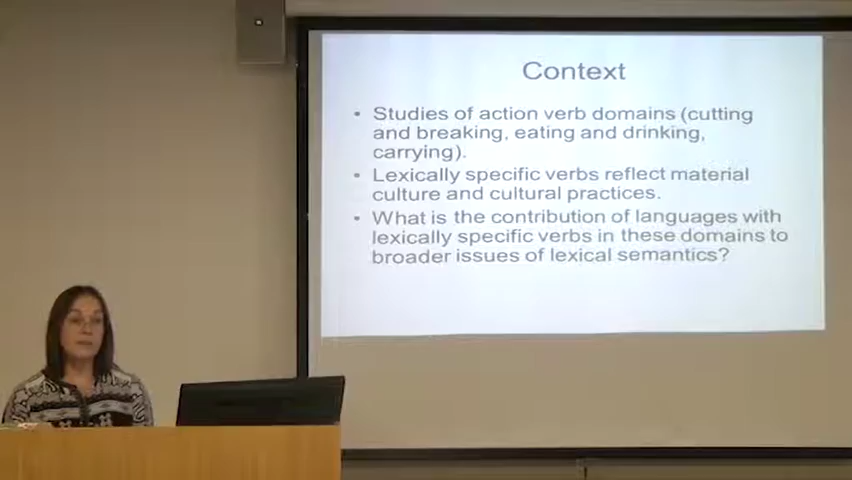 Context
• Studies of action verb domains (cutting
and breaking, eating and drinking,
carrying).
• Lexically specific verbs reflect material
culture and cultural practices.
• What is the contribution of languages with
lexically specific verbs in these domains to
broader issues of lexical semantics?